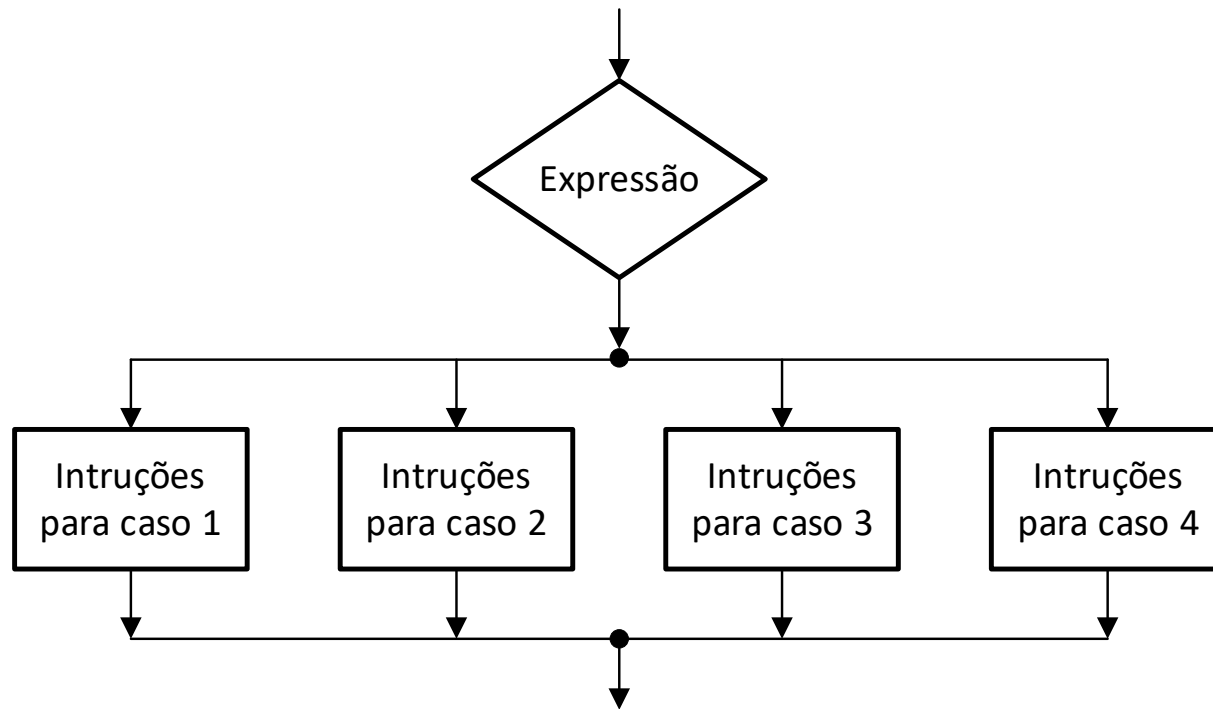 Expressão
Intruções
para caso 1
Intruções
para caso 2
Intruções
para caso 3
Intruções
para caso 4